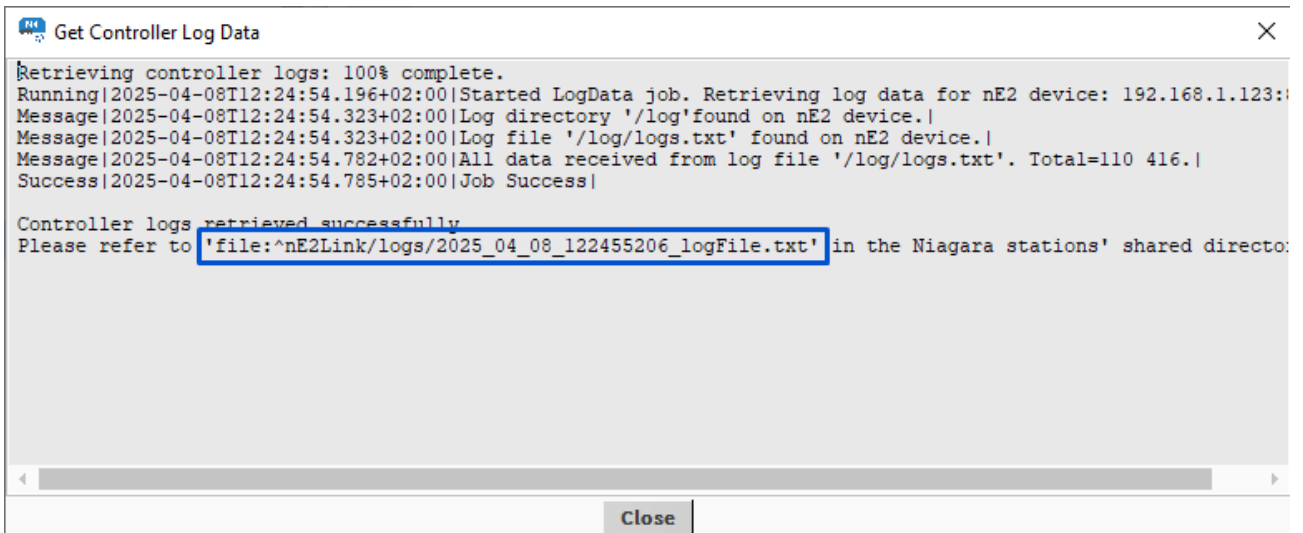 N4 Get Controller Log Data
Retrieving controller logs: 100% complete.
Running|2025-04-08T12:24:54.196+02:00|Started LogData job. Retrieving log data for nE2 device: 192.168.1.123:
Message|2025-04-08T12:24:54.323+02:00|Log directory '/log'found on nE2 device.|
Message|2025-04-08T12:24:54.323+02:00|Log file '/log/logs.txt' found on nE2 device.|
Message|2025-04-08T12:24:54.782+02:00|All data received from log file '/log/logs.txt'. Total=110 416.|
Success|2025-04-08T12:24:54.785+02:00|Job Success|
Controller logs retrieved successfully
Please refer to 'file:^nE2Link/logs/2025_04_08_122455206_logFile.txt' in the Niagara stations' shared
Close